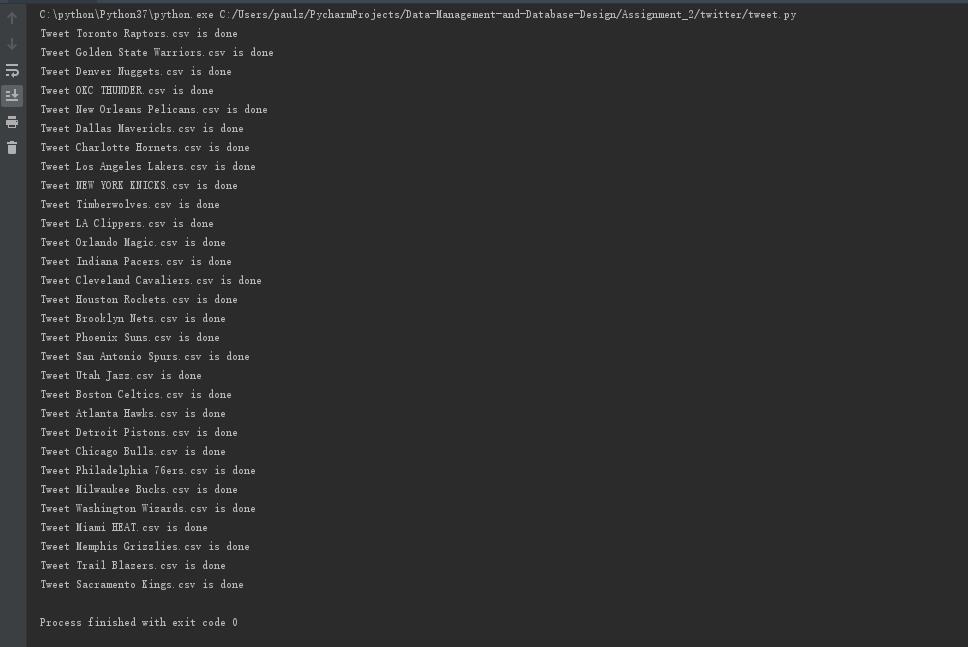 C:\python\Python37\python.exe C:/Users/paulz/PycharmProjects/Data-Management-and-Database-Design/Assignment_2/twitter/tweet.py
Tweet Toronto Raptors.csv is done
Tweet Golden State Warriors.csv is done
Tweet Denver Nuggets.csv is done
Tweet OKC THUNDER.csv is done
Tweet New Orleans Pelicans.csv is done
Tweet Dallas Mavericks.csv is done
Tweet Charlotte Hornets.csv is done
Tweet Los Angeles Lakers.csv is done
Tweet NEW YORK KNICKS.csv is done
Tweet Timberwolves.csv is done
Tweet LA Clippers.csv is done
Tweet Orlando Magic.csv is done
Tweet Indiana Pacers.csv is done
Tweet Cleveland Cavaliers.csv is done
Tweet Houston Rockets.csv is done
Tweet Brooklyn Nets.csv is done
Tweet Phoenix Suns.csv is done
Tweet San Antonio Spurs.csv is done
Tweet Utah Jazz.csv is done
Tweet Boston Celtics.csv is done
Tweet Atlanta Hawks.csv is done
Tweet Detroit Pistons.csv is done
Tweet Chicago Bulls.csv is done
Tweet Philadelphia 76ers.csv is done
Tweet Milwaukee Bucks.csv is done
Tweet Washington Wizards.csv is done
Tweet Miami HEAT.csv is done
Tweet Memphis Grizzlies.csv is done
Tweet Trail Blazers.csv is done
Tweet Sacramento Kings.csv is done
Process finished with exit code 0